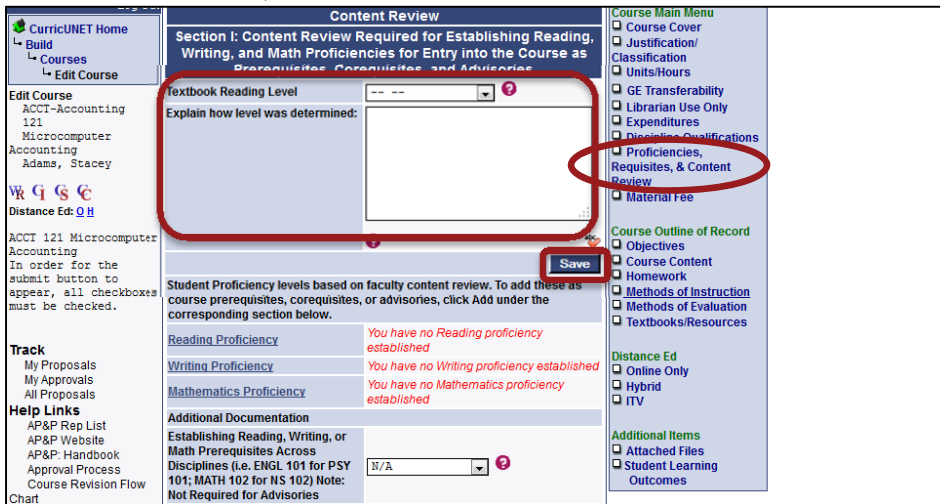 CurricUNET Home
Build
Courses
Edit Course
Edit Course
ACCT-Accounting
121
Microcomputer
Accounting
Adams, Stacey
WR GI GS GC
Distance Ed: O H
ACCT 121 Microcomputer
Accounting
In order for the
submit button to
appear, all checkboxes
must be checked.
Track
My Proposals
My Approvals
All Proposals
Help Links
AP&P Rep List
AP&P Website
AP&P: Handbook
Approval Process
Course Revision Flow
Chart
Content Review
Section I: Content Review Required for Establishing Reading,
Writing, and Math Proficiencies for Entry into the Course as
Prerequisites, Corequisites, and Advisories
Textbook Reading Level
-- --
Explain how level was determined:
abc
Save
Student Proficiency levels based on faculty content review. To add these as
course prerequisites, corequisites, or advisories, click Add under the
corresponding section below.
Reading Proficiency
You have no Reading proficiency
established
Writing Proficiency
You have no Writing proficiency established
Mathematics Proficiency
You have no Mathematics proficiency
established
Additional Documentation
Establishing Reading, Writing, or
Math Prerequisites Across
Disciplines (i.e. ENGL 101 for PSY
101; MATH 102 for NS 102) Note:
Not Required for Advisories
N/A
Course Main Menu
Course Cover
Justification/
Classification
Units/Hours
GE Transferability
Librarian Use Only
Expenditures
Discipline Qualifications
Proficiencies,
Requisites, & Content
Review
Material Fee
Course Outline of Record
Objectives
Course Content
Homework
Methods of Instruction
Methods of Evaluation
Textbooks/Resources
Distance Ed
Online Only
Hybrid
ITV
Additional Items
Attached Files
Student Learning
Outcomes